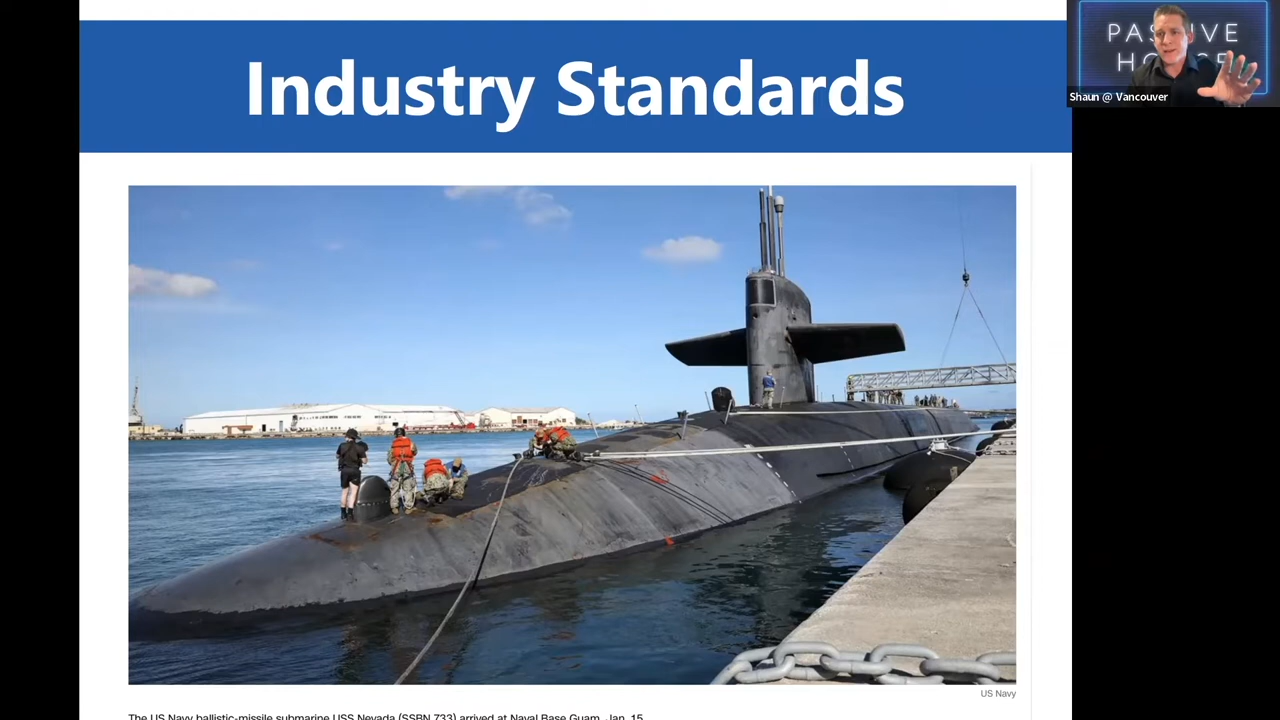 Industry Standards
PASSIVE
HOUSE
Shaun @ Vancouver
US Navy
The US Navy ballistic-missile submarine USS Nevada (SSBN 733) arrived at Naval Base Guam, Jan. 15